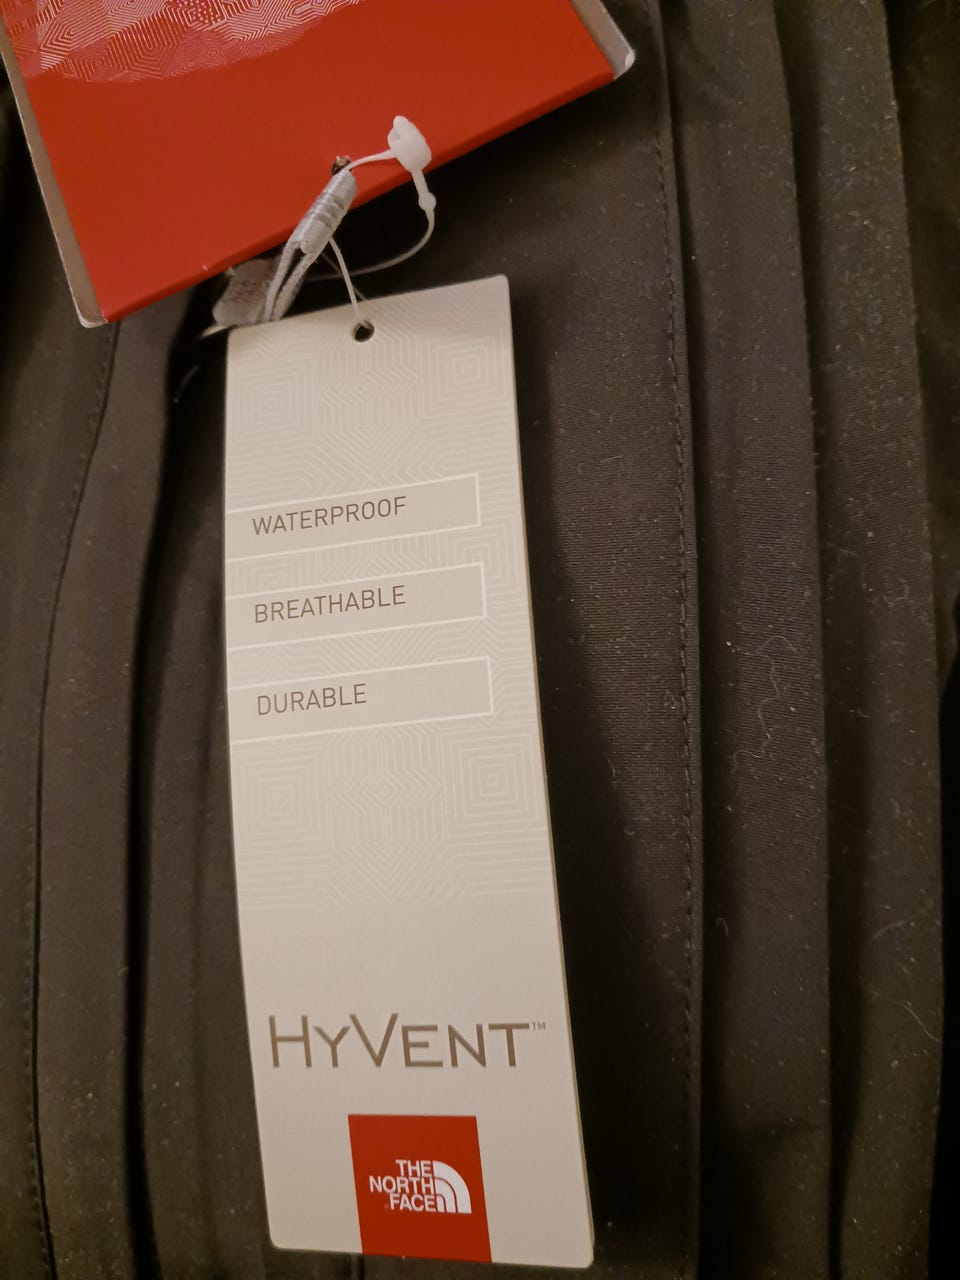 WATERPROOF
BREATHABLE
DURABLE
HYVENT™
THE
NORTH
FACE